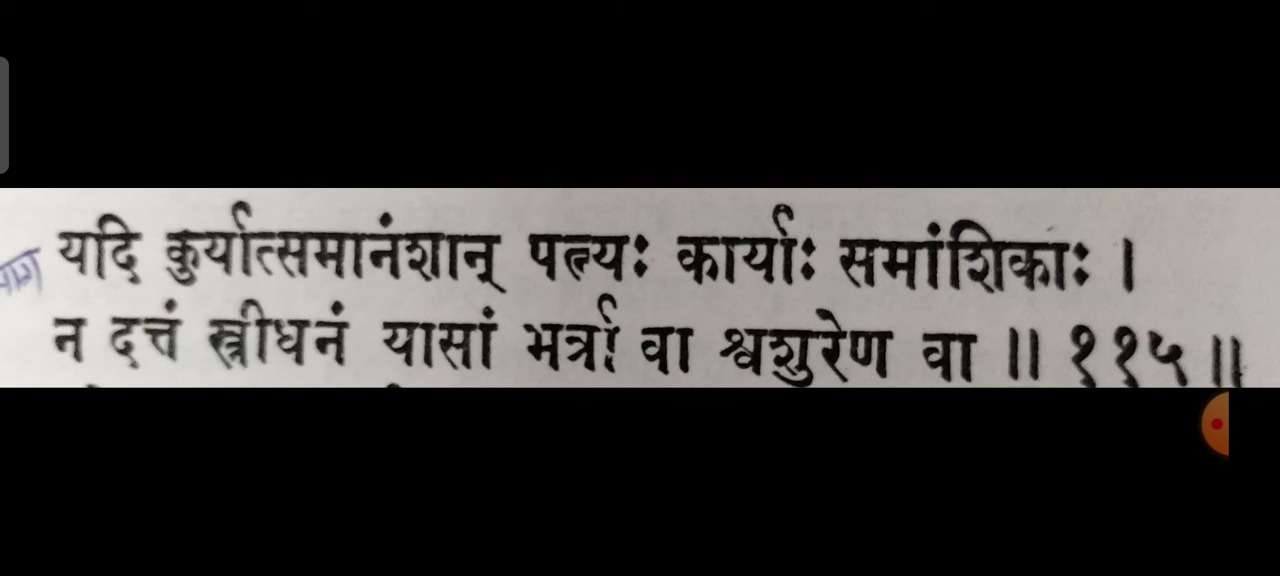 यदि कुर्यात्समानंशान् पत्न्यः कार्याः समांशिकाः ।
न दत्तं स्त्रीधनं यासां भर्त्रा वा श्वशुरेण वा ॥ ११५ ॥